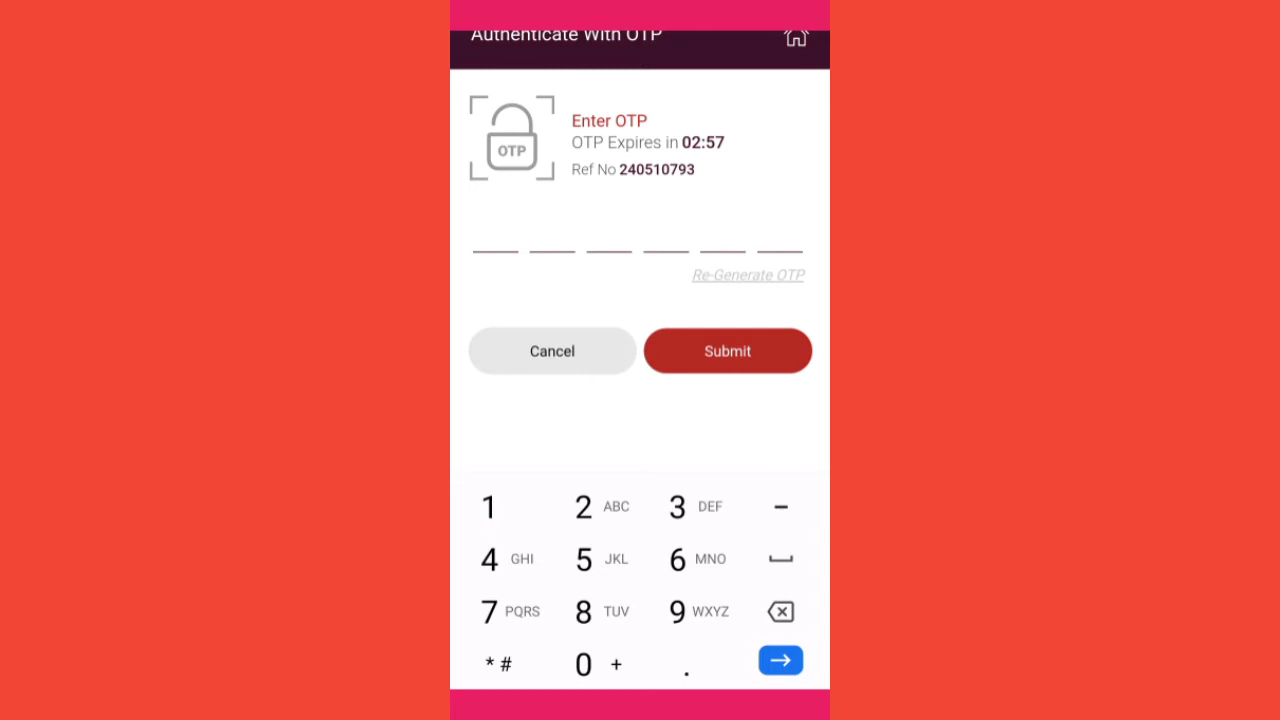 Authenticate With OTP
OTP
Enter OTP
OTP Expires in 02:57
Ref No 240510793
Re-Generate OTP
Cancel Submit
1 2 ABC 3 DEF -
4 GHI 5 JKL 6 MNO
7 PQRS 8 TUV 9 WXYZ
* # 0 + .